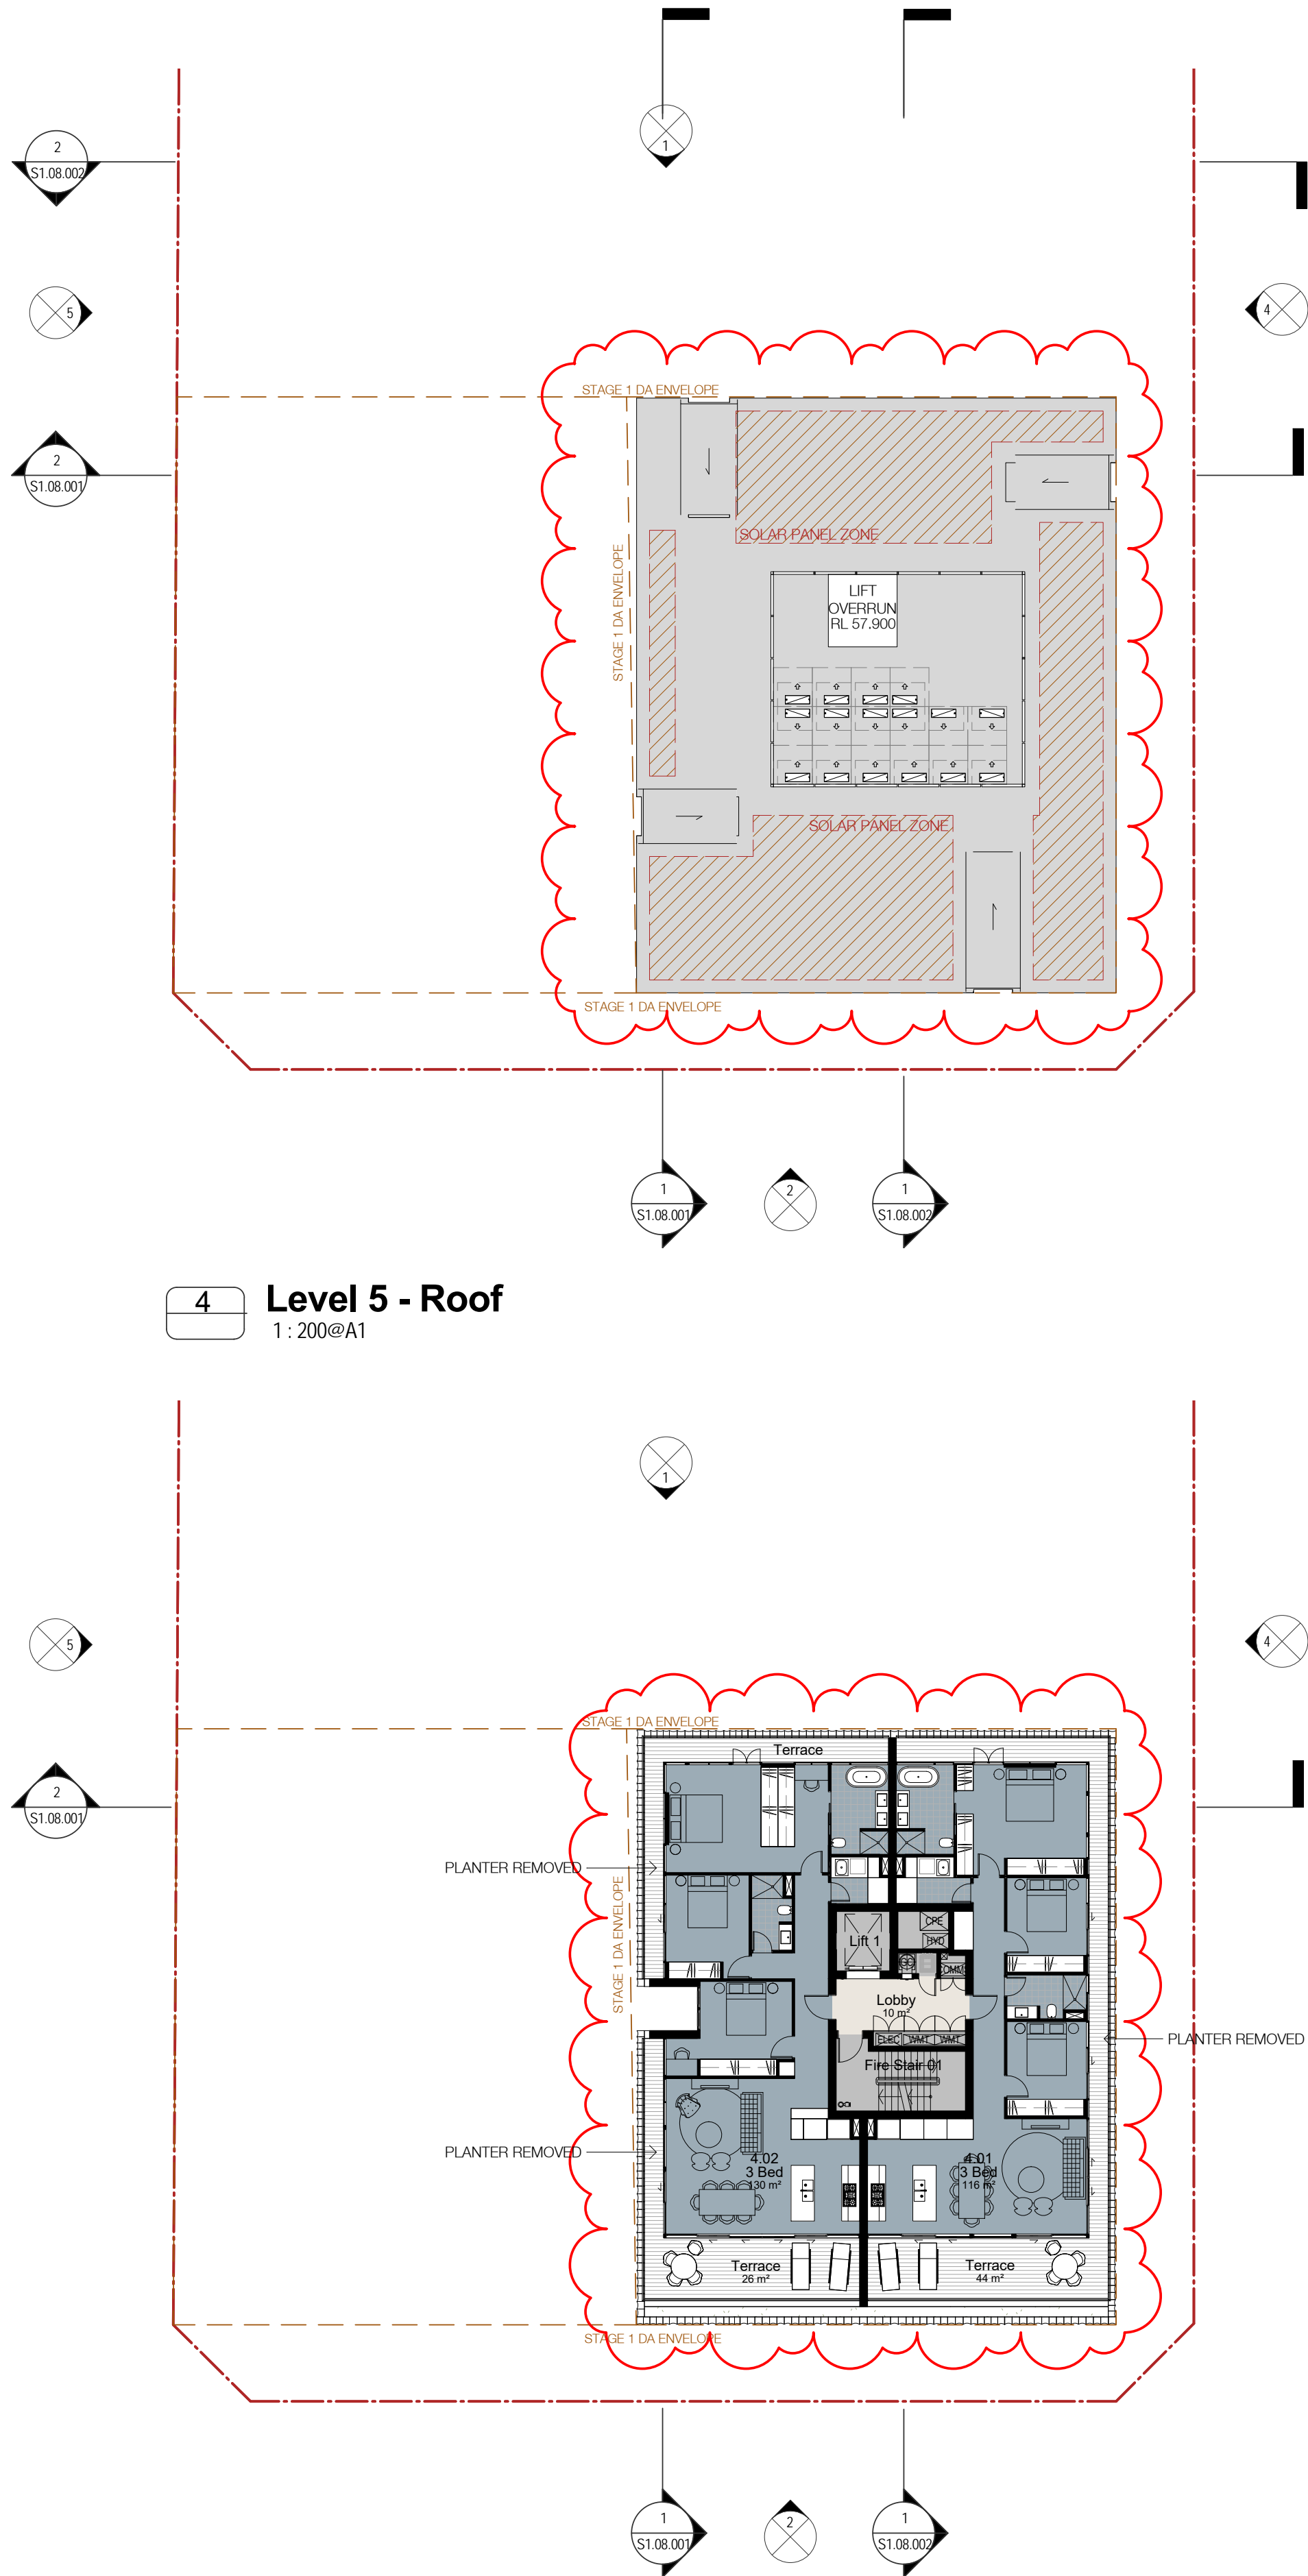 1
2
S1.08.002
5
4
STAGE 1 DA ENVELOPE
2
S1.08.001
SOLAR PANEL ZONE
STAGE 1 DA ENVELOPE
LIFT
OVERRUN
RL 57.900
SOLAR PANEL ZONE
STAGE 1 DA ENVELOPE
1
S1.08.001
2
1
S1.08.002
4
Level 5 - Roof
1 : 200@A1
1
5
4
STAGE 1 DA ENVELOPE
Terrace
2
S1.08.001
PLANTER REMOVED
STAGE 1 DA ENVELOPE
CPE
HYD
Lift 1
COMMS
Lobby
10 m²
ELEC
WMT
WMT
PLANTER REMOVED
Fire Stair 01
PLANTER REMOVED
4.02
3 Bed
130 m²
4.01
3 Bed
116 m²
Terrace
26 m²
Terrace
44 m²
STAGE 1 DA ENVELOPE
1
S1.08.001
2
1
S1.08.002